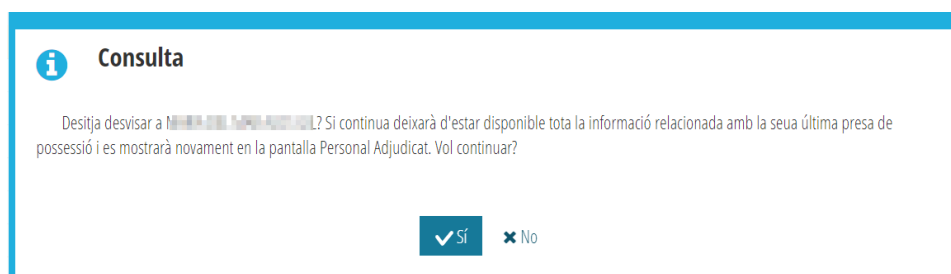 Consulta
Desitja desvisar a ? Si continua deixarà d'estar disponible tota la informació relacionada amb la seua última presa de
possessió i es mostrarà novament en la pantalla Personal Adjudicat. Vol continuar?
Sí
No